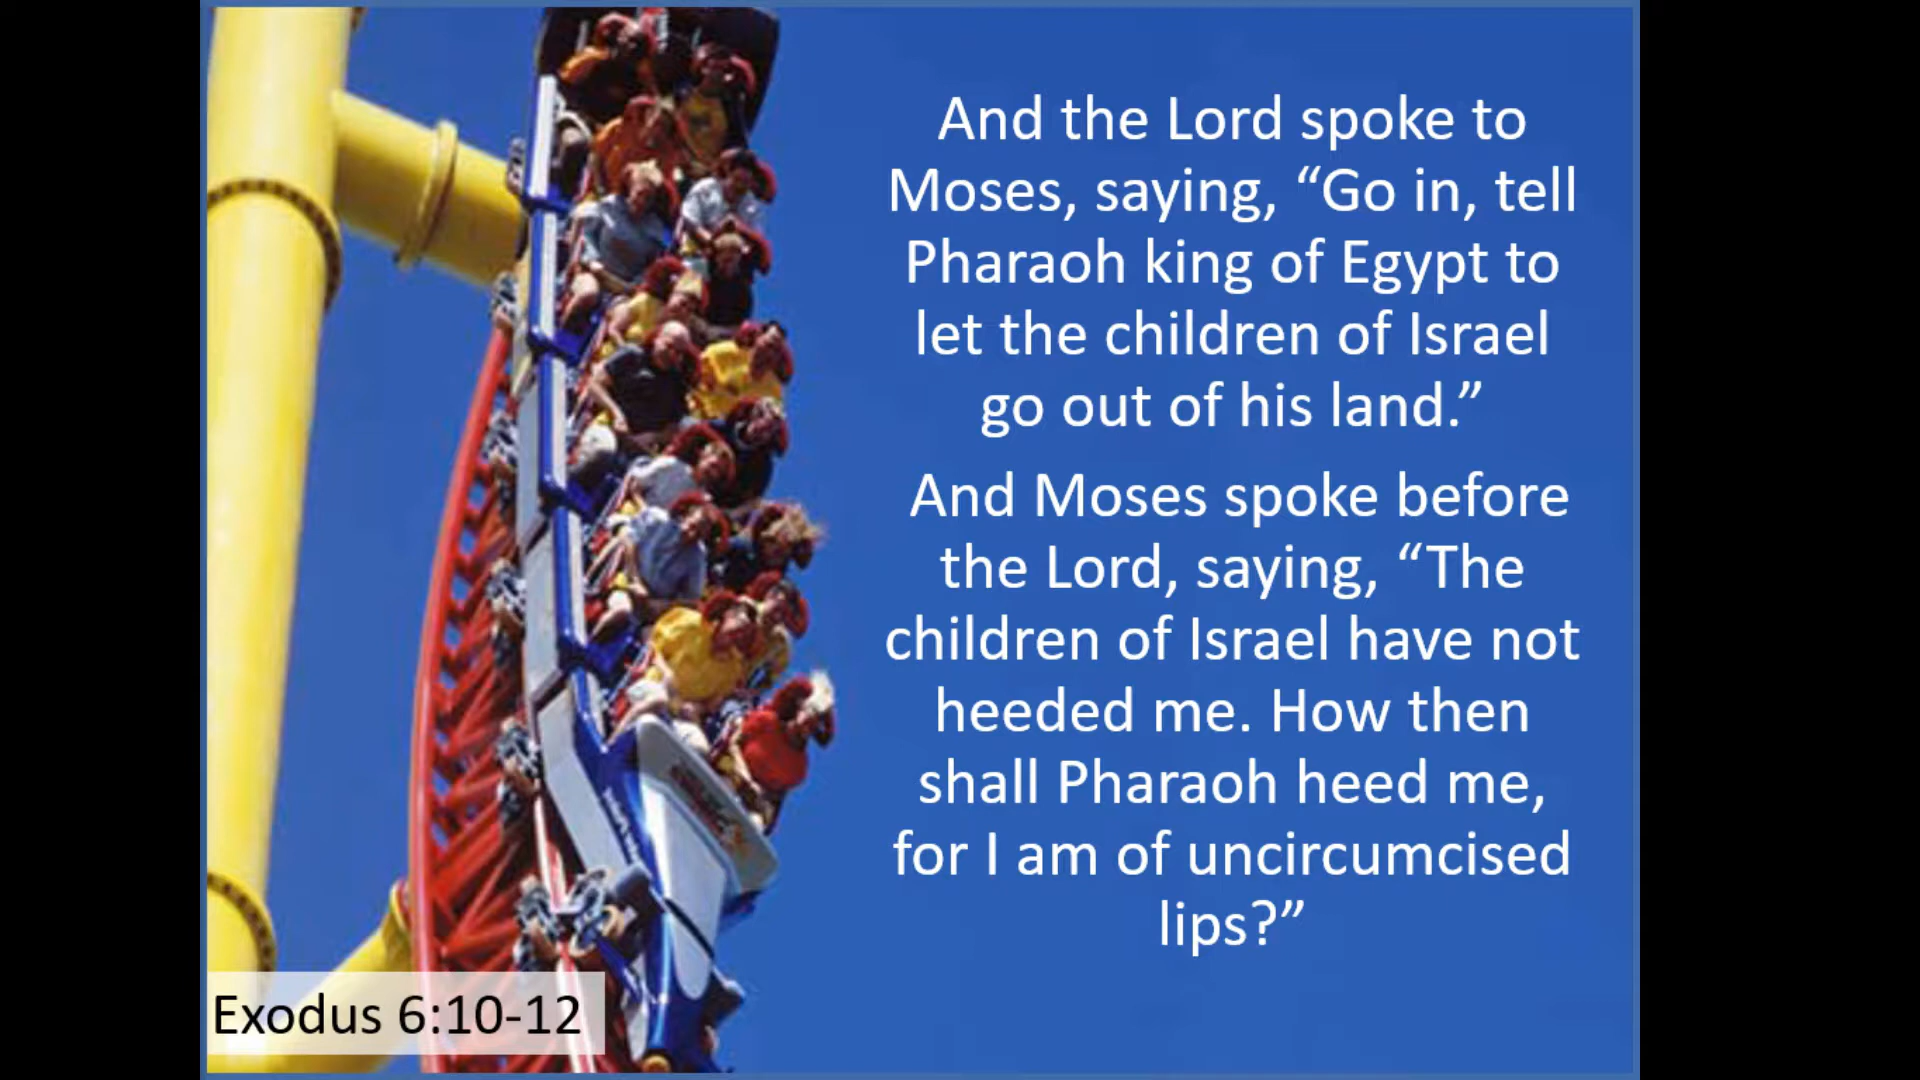 And the Lord spoke to
Moses, saying, “Go in, tell
Pharaoh king of Egypt to
let the children of Israel
go out of his land.”
And Moses spoke before
the Lord, saying, “The
children of Israel have not
heeded me. How then
shall Pharaoh heed me,
for I am of uncircumcised
lips?”
Exodus 6:10-12